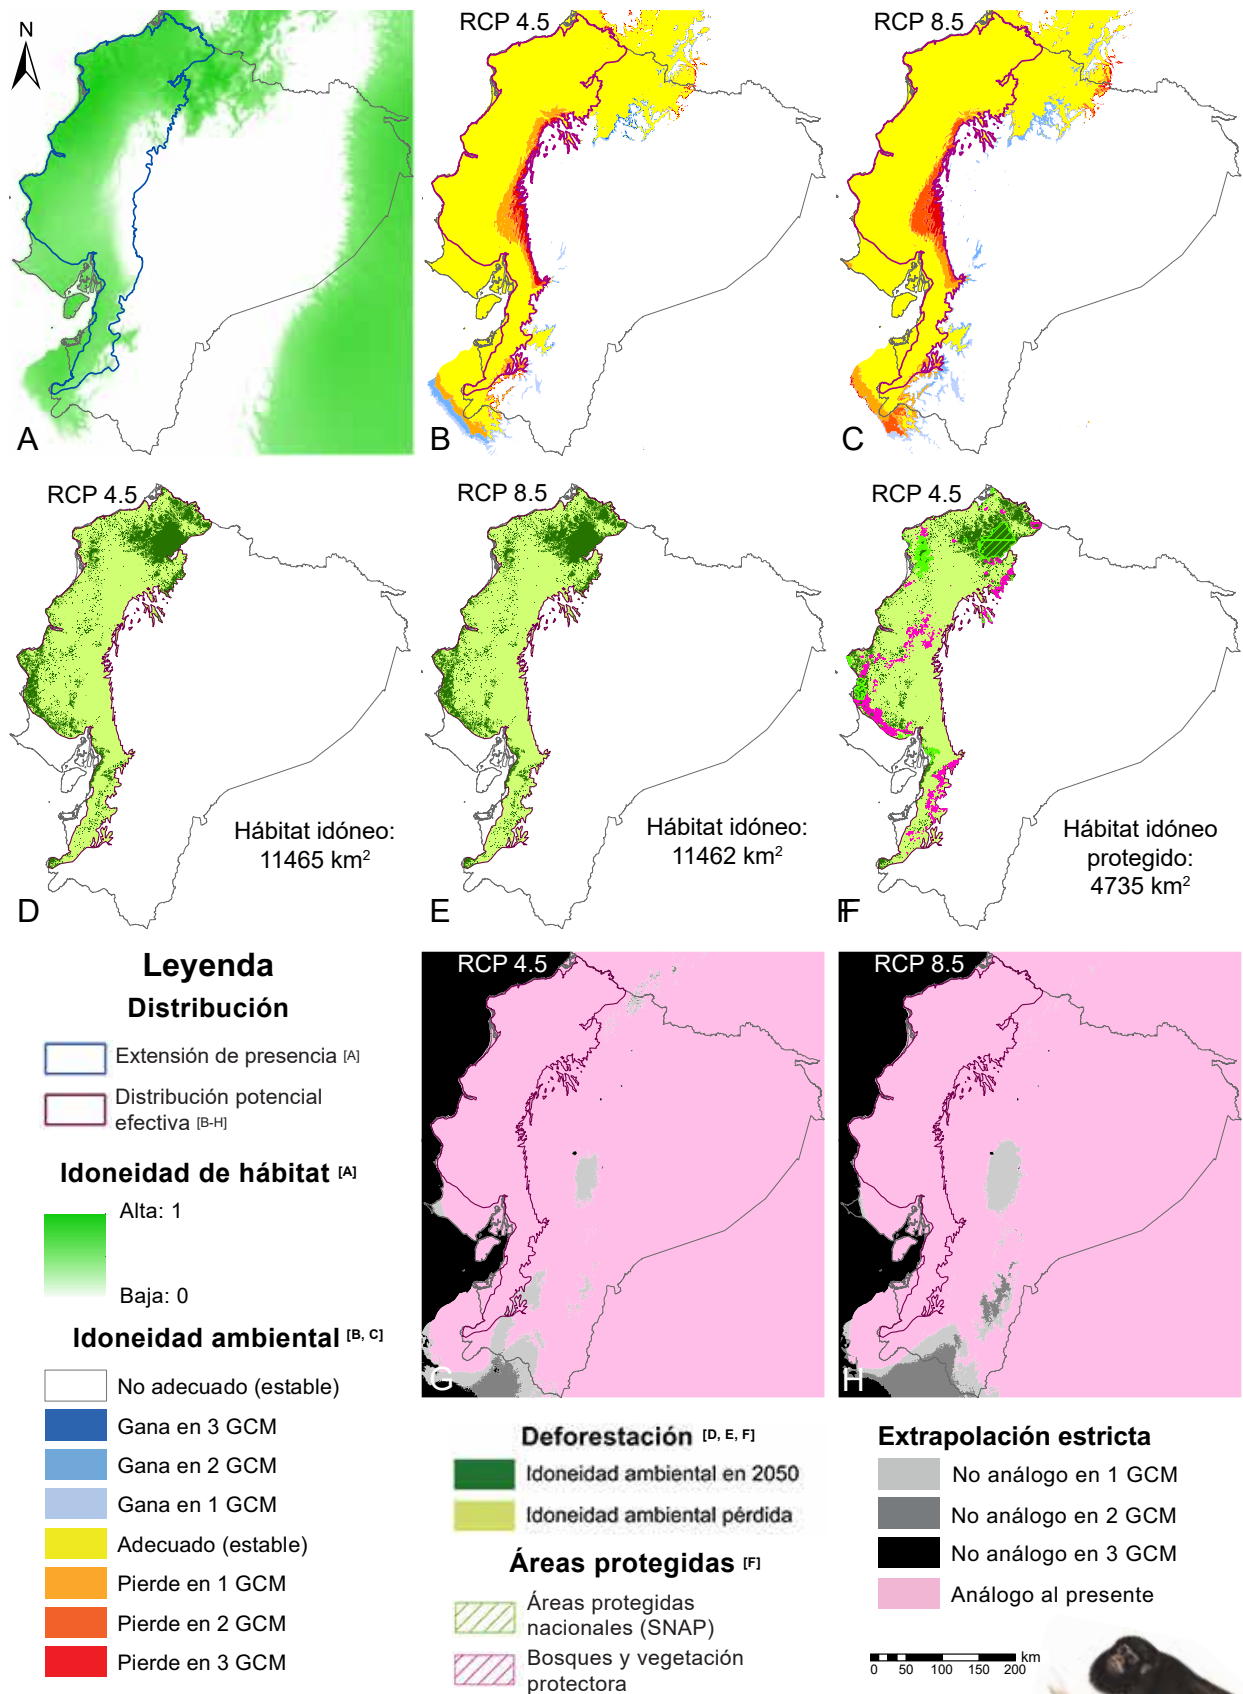 N
RCP 4.5
RCP 8.5
A
B
C
RCP 4.5
RCP 8.5
RCP 4.5
Hábitat idóneo:
11465 km²
Hábitat idóneo:
11462 km²
Hábitat idóneo
protegido:
4735 km²
D
E
F
Leyenda
Distribución
Extensión de presencia [A]
Distribución potencial
efectiva [B-H]
Idoneidad de hábitat [A]
Alta: 1
Baja: 0
Idoneidad ambiental [B, C]
No adecuado (estable)
Gana en 3 GCM
Gana en 2 GCM
Gana en 1 GCM
Adecuado (estable)
Pierde en 1 GCM
Pierde en 2 GCM
Pierde en 3 GCM
RCP 4.5
RCP 8.5
G
H
Deforestación [D, E, F]
Idoneidad ambiental en 2050
Idoneidad ambiental pérdida
Áreas protegidas [F]
Áreas protegidas
nacionales (SNAP)
Bosques y vegetación
protectora
Extrapolación estricta
No análogo en 1 GCM
No análogo en 2 GCM
No análogo en 3 GCM
Análogo al presente
km
0 50 100 150 200